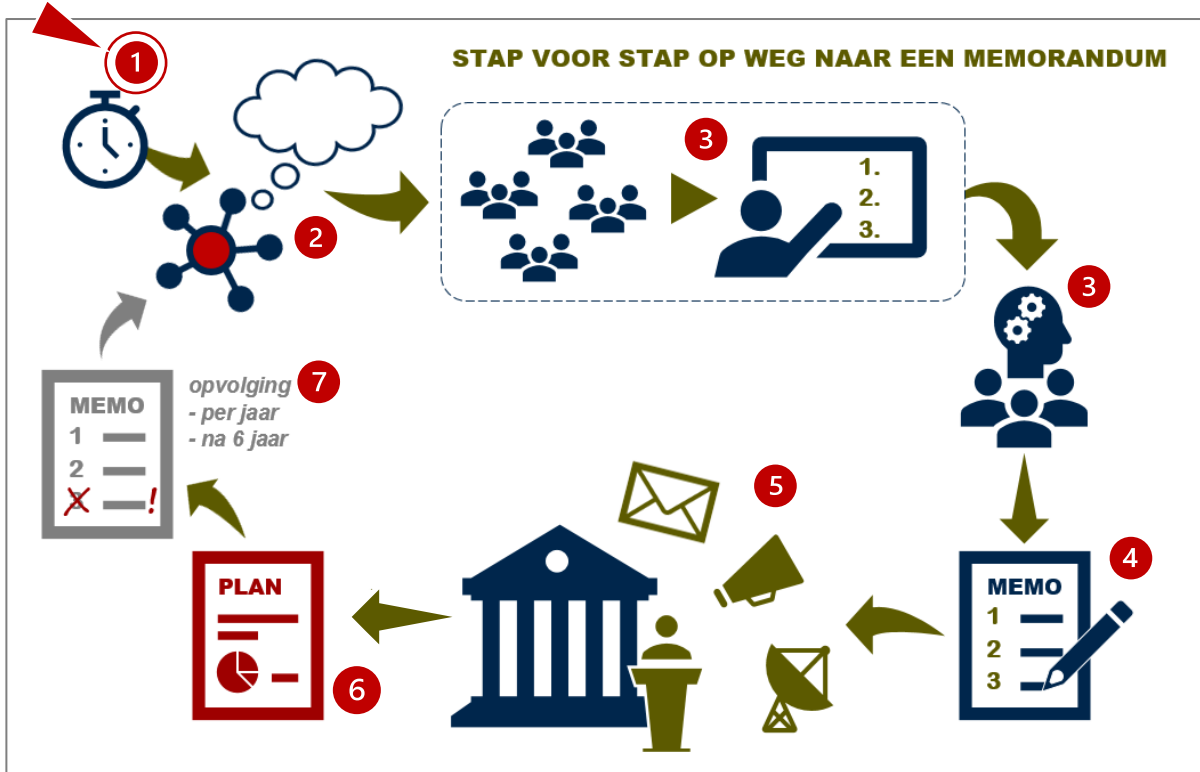 1
STAP VOOR STAP OP WEG NAAR EEN MEMORANDUM
2
3
1.
2.
3.
3
4
MEMO
1
2
3
5
PLAN
6
opvolging
- per jaar
- na 6 jaar
7
MEMO
1
2
3
!